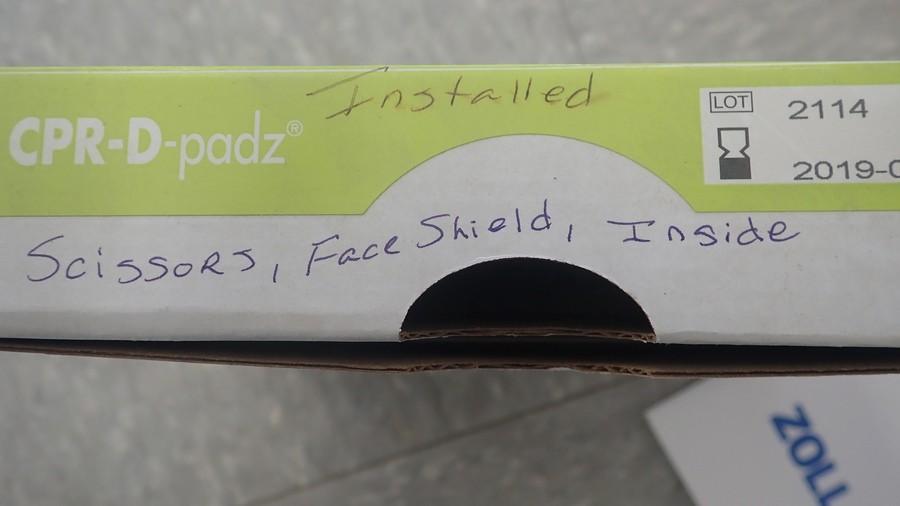 Installed
CPR-D-padz®
LOT 2114
2019-0
Scissors, Face Shield, Inside
ZOLL